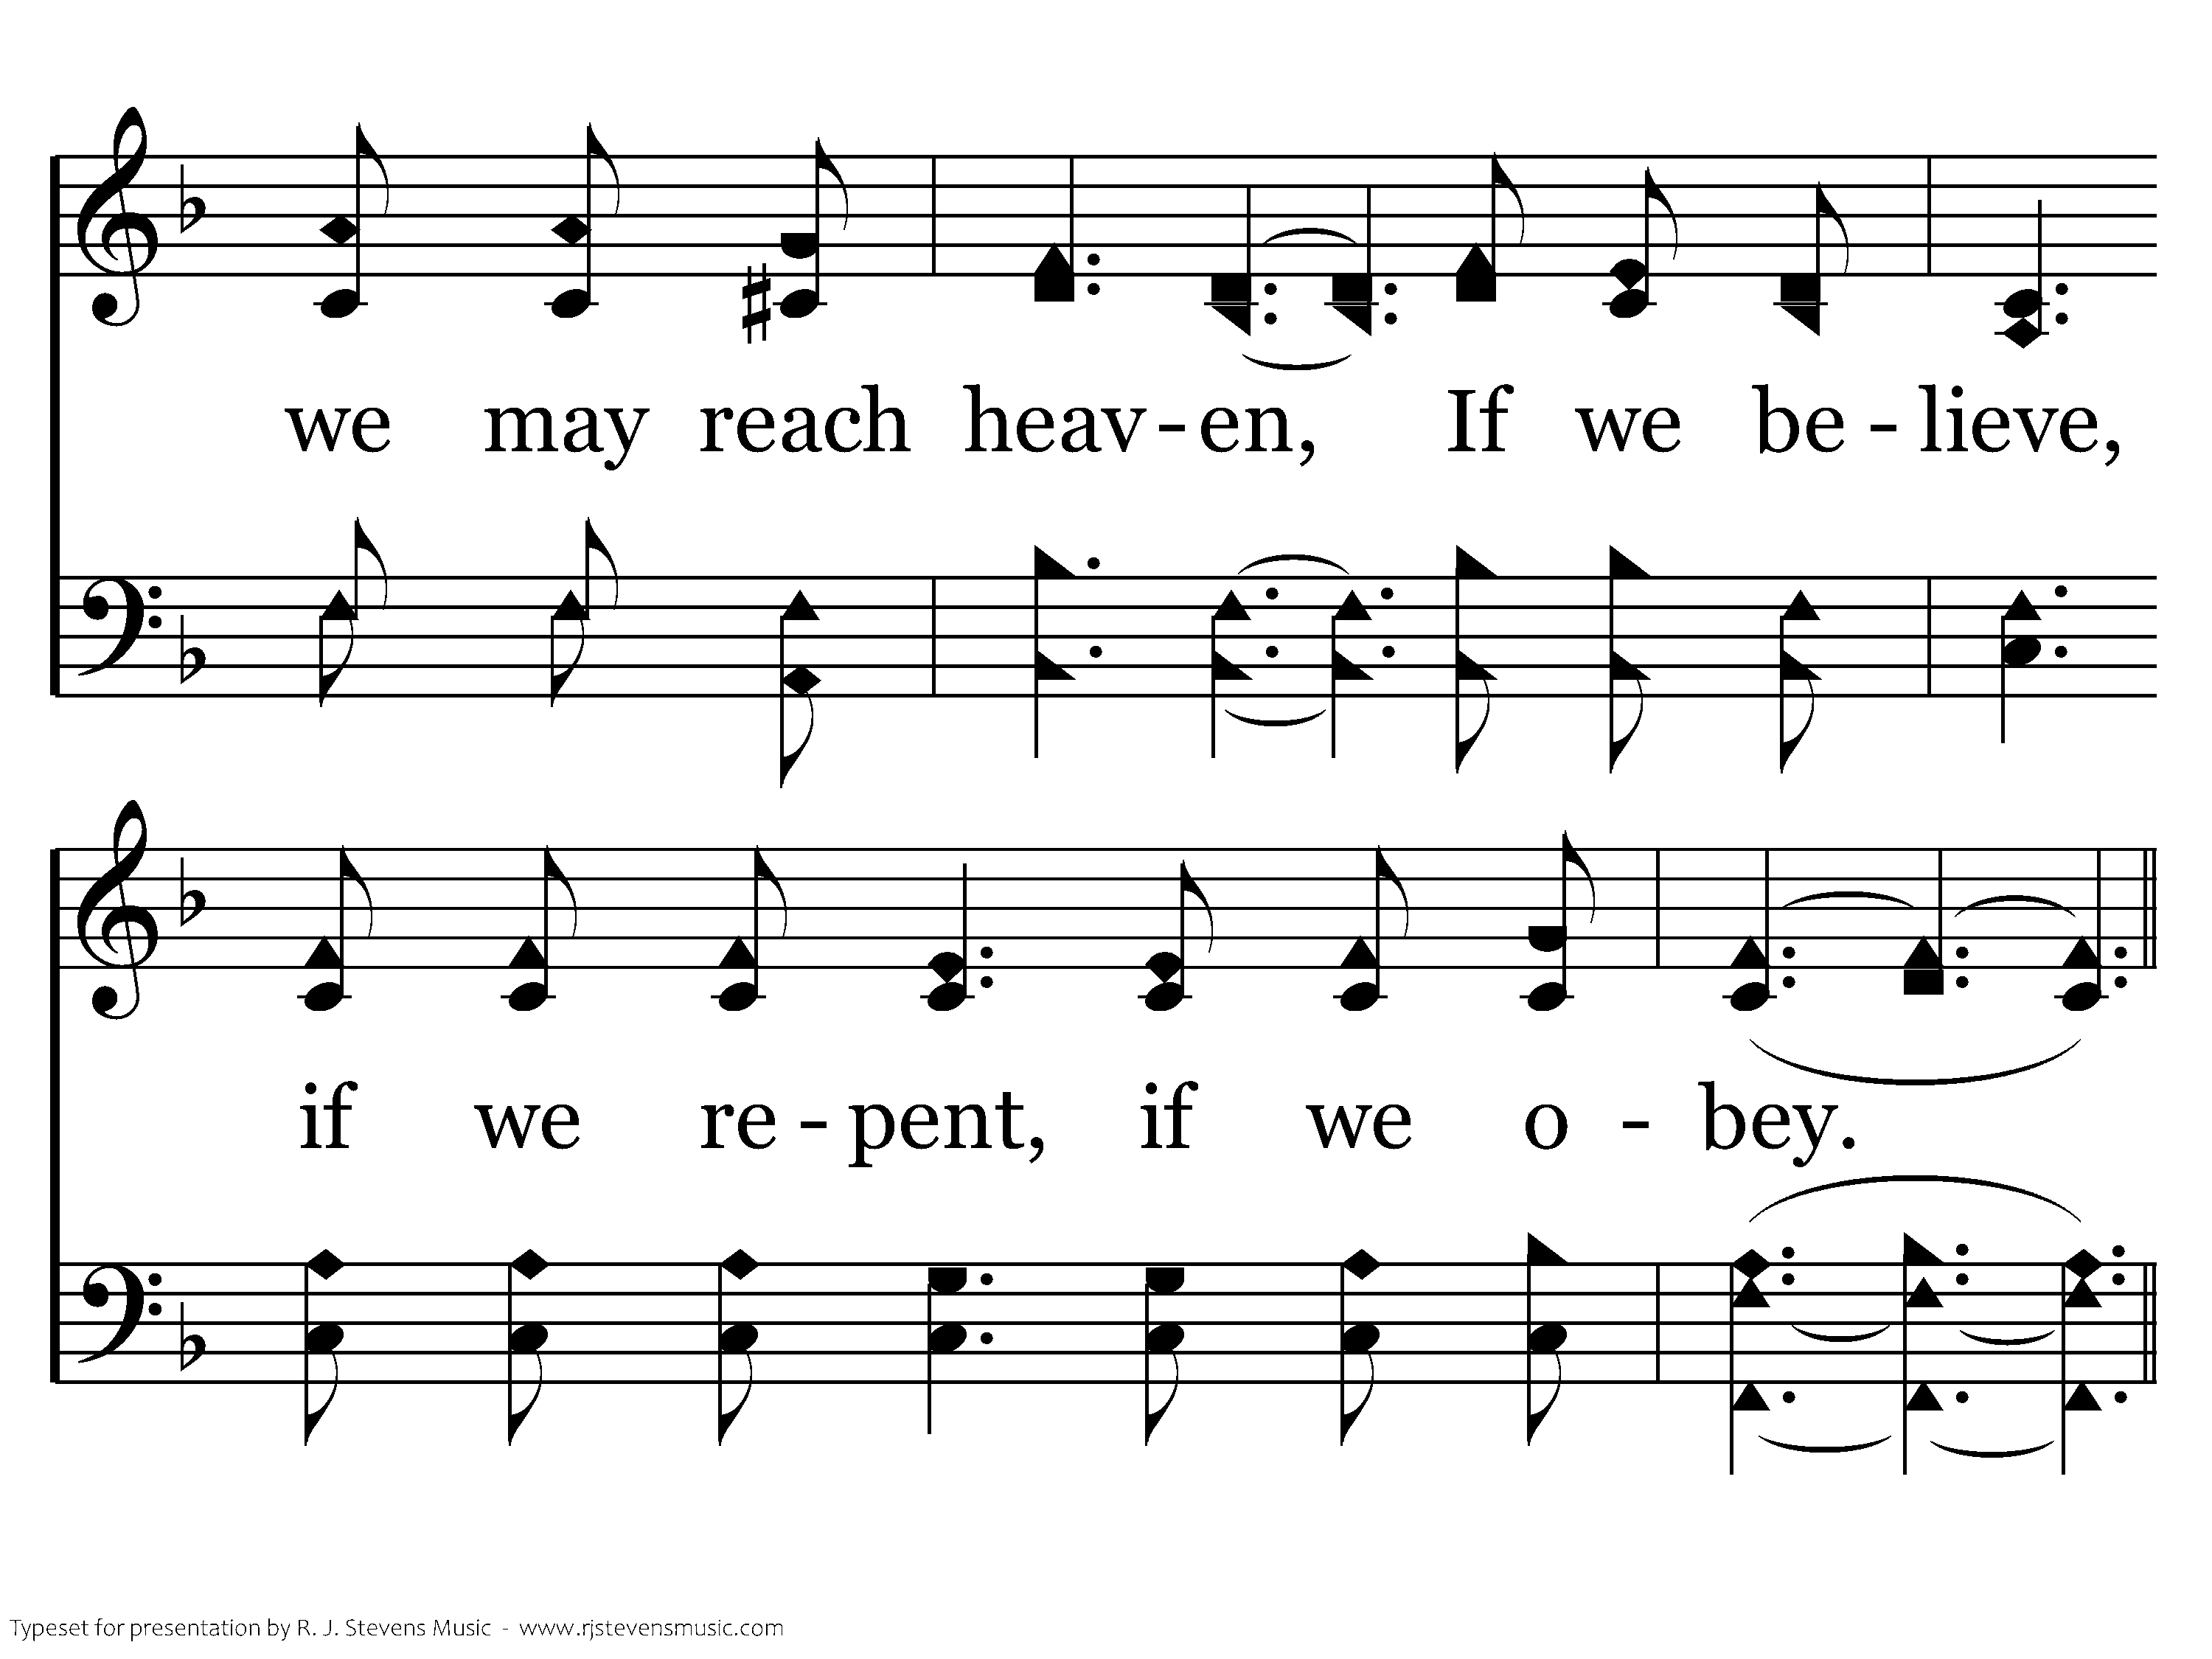 we may reach heav-en, If we be-lieve,
if we re-pent, if we o-bey.
Typeset for presentation by R. J. Stevens Music - www.rjstevensmusic.com